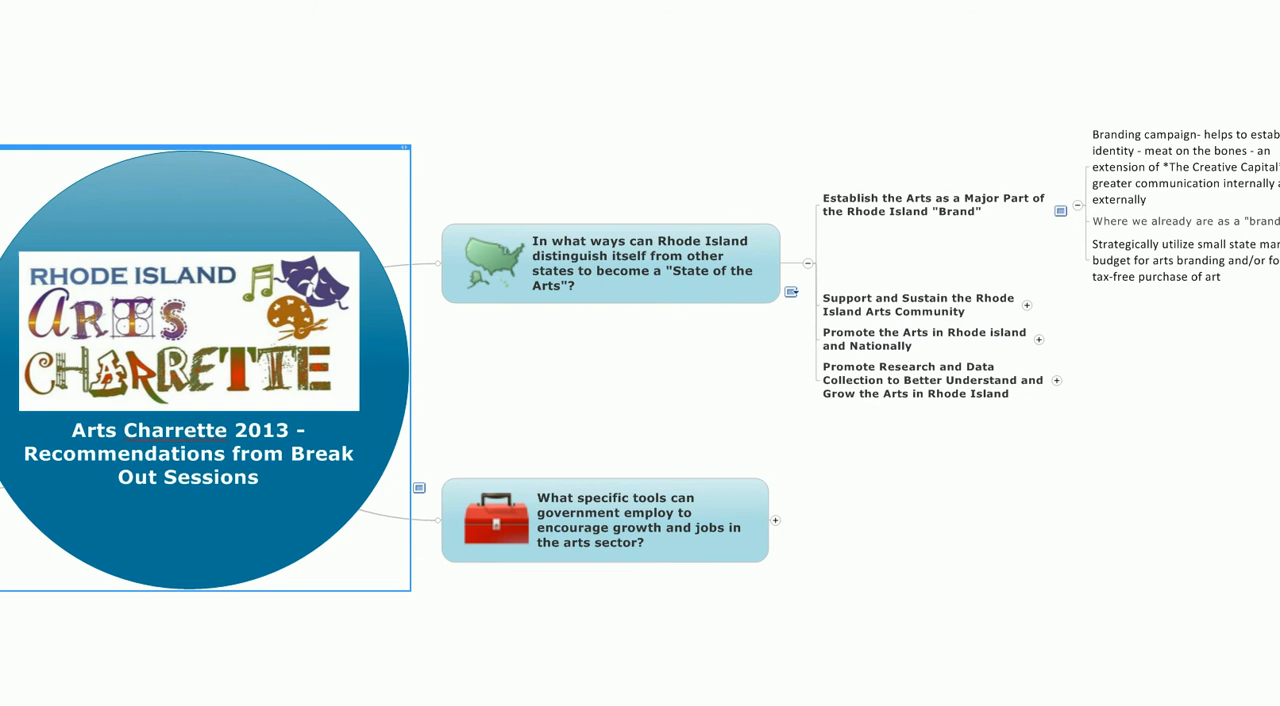 RHODE ISLAND
ARTS
CHARRETTE
Arts Charrette 2013 -
Recommendations from Break
Out Sessions
In what ways can Rhode Island
distinguish itself from other
states to become a "State of the
Arts"?
Establish the Arts as a Major Part of
the Rhode Island "Brand"
Branding campaign- helps to estab
identity - meat on the bones - an
extension of *The Creative Capital*
greater communication internally a
externally
Where we already are as a "brand
Strategically utilize small state mar
budget for arts branding and/or fo
tax-free purchase of art
Support and Sustain the Rhode
Island Arts Community
Promote the Arts in Rhode island
and Nationally
Promote Research and Data
Collection to Better Understand and
Grow the Arts in Rhode Island
What specific tools can
government employ to
encourage growth and jobs in
the arts sector?